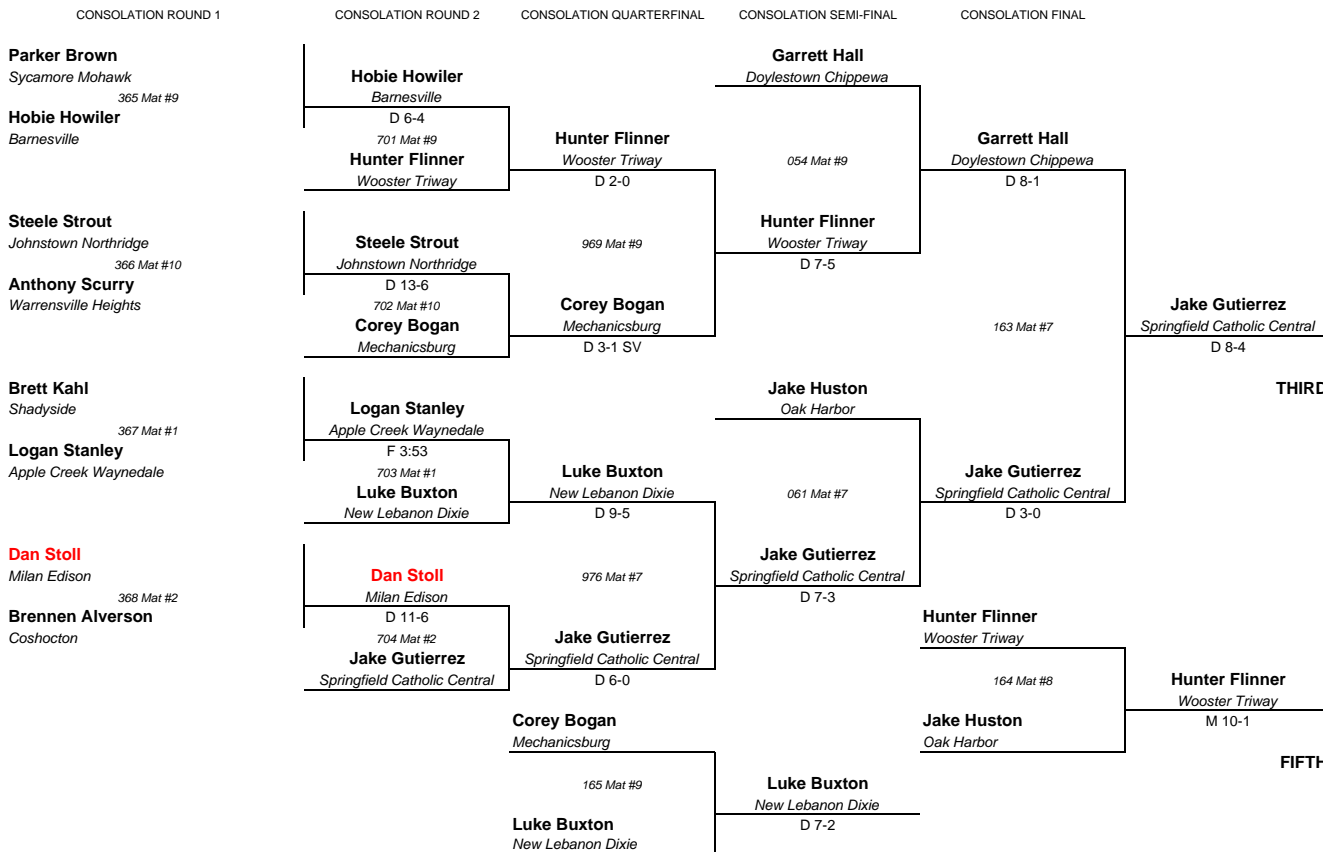 CONSOLATION ROUND 1
CONSOLATION ROUND 2
CONSOLATION QUARTERFINAL
CONSOLATION SEMI-FINAL
CONSOLATION FINAL
Parker Brown
Sycamore Mohawk
365 Mat #9
Hobie Howiler
Barnesville
Steele Strout
Johnstown Northridge
366 Mat #10
Anthony Scurry
Warrensville Heights
Brett Kahl
Shadyside
367 Mat #1
Logan Stanley
Apple Creek Waynedale
Dan Stoll
Milan Edison
368 Mat #2
Brennen Alverson
Coshocton
Hobie Howiler
Barnesville
D 6-4
701 Mat #9
Hunter Flinner
Wooster Triway
Steele Strout
Johnstown Northridge
D 13-6
702 Mat #10
Corey Bogan
Mechanicsburg
Logan Stanley
Apple Creek Waynedale
F 3:53
703 Mat #1
Luke Buxton
New Lebanon Dixie
Dan Stoll
Milan Edison
D 11-6
704 Mat #2
Jake Gutierrez
Springfield Catholic Central
Hunter Flinner
Wooster Triway
D 2-0
969 Mat #9
Corey Bogan
Mechanicsburg
D 3-1 SV
Luke Buxton
New Lebanon Dixie
D 9-5
976 Mat #7
Jake Gutierrez
Springfield Catholic Central
D 6-0
Corey Bogan
Mechanicsburg
165 Mat #9
Luke Buxton
New Lebanon Dixie
Garrett Hall
Doylestown Chippewa
054 Mat #9
Hunter Flinner
Wooster Triway
D 7-5
Jake Huston
Oak Harbor
061 Mat #7
Jake Gutierrez
Springfield Catholic Central
D 7-3
Luke Buxton
New Lebanon Dixie
D 7-2
Garrett Hall
Doylestown Chippewa
D 8-1
163 Mat #7
Jake Gutierrez
Springfield Catholic Central
D 3-0
Hunter Flinner
Wooster Triway
164 Mat #8
Jake Huston
Oak Harbor
Jake Gutierrez
Springfield Catholic Central
D 8-4
THIRD
Hunter Flinner
Wooster Triway
M 10-1
FIFTH